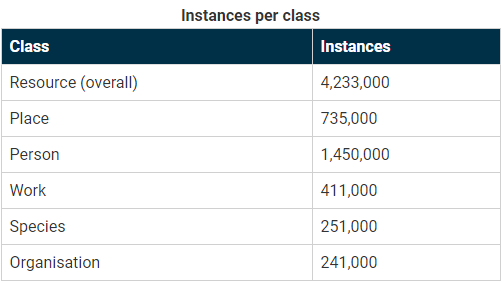 Instances per class
Class Instances
Resource (overall) 4,233,000
Place 735,000
Person 1,450,000
Work 411,000
Species 251,000
Organisation 241,000